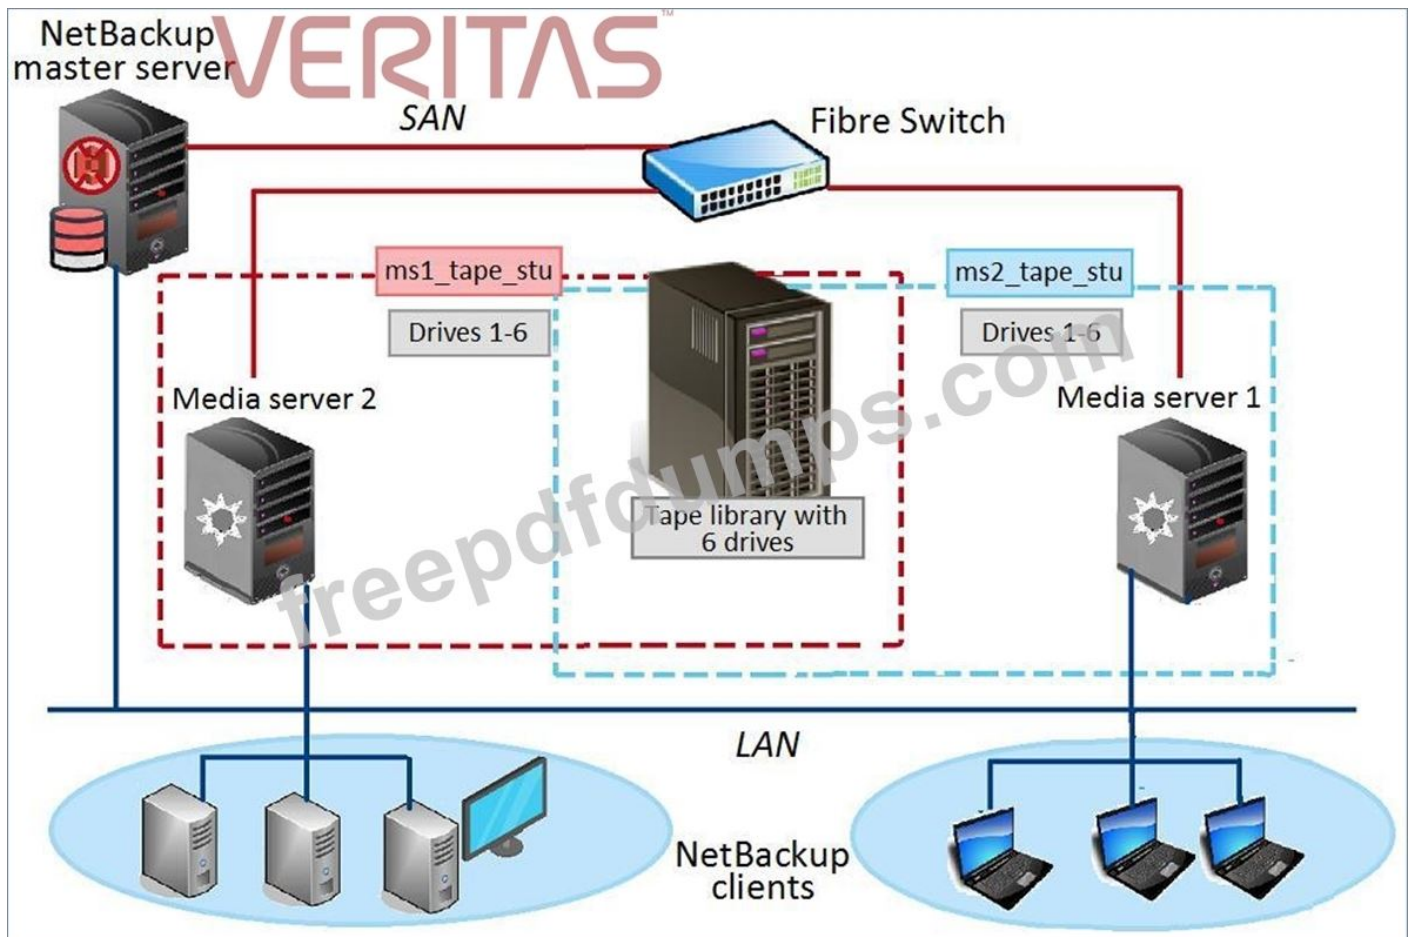 NetBackup
master server
VERITAS™
SAN
Fibre Switch
ms1_tape_stu
ms2_tape_stu
Drives 1-6
Drives 1-6
Media server 2
Media server 1
freepdfdumps.com
Tape library with
6 drives
LAN
NetBackup
clients